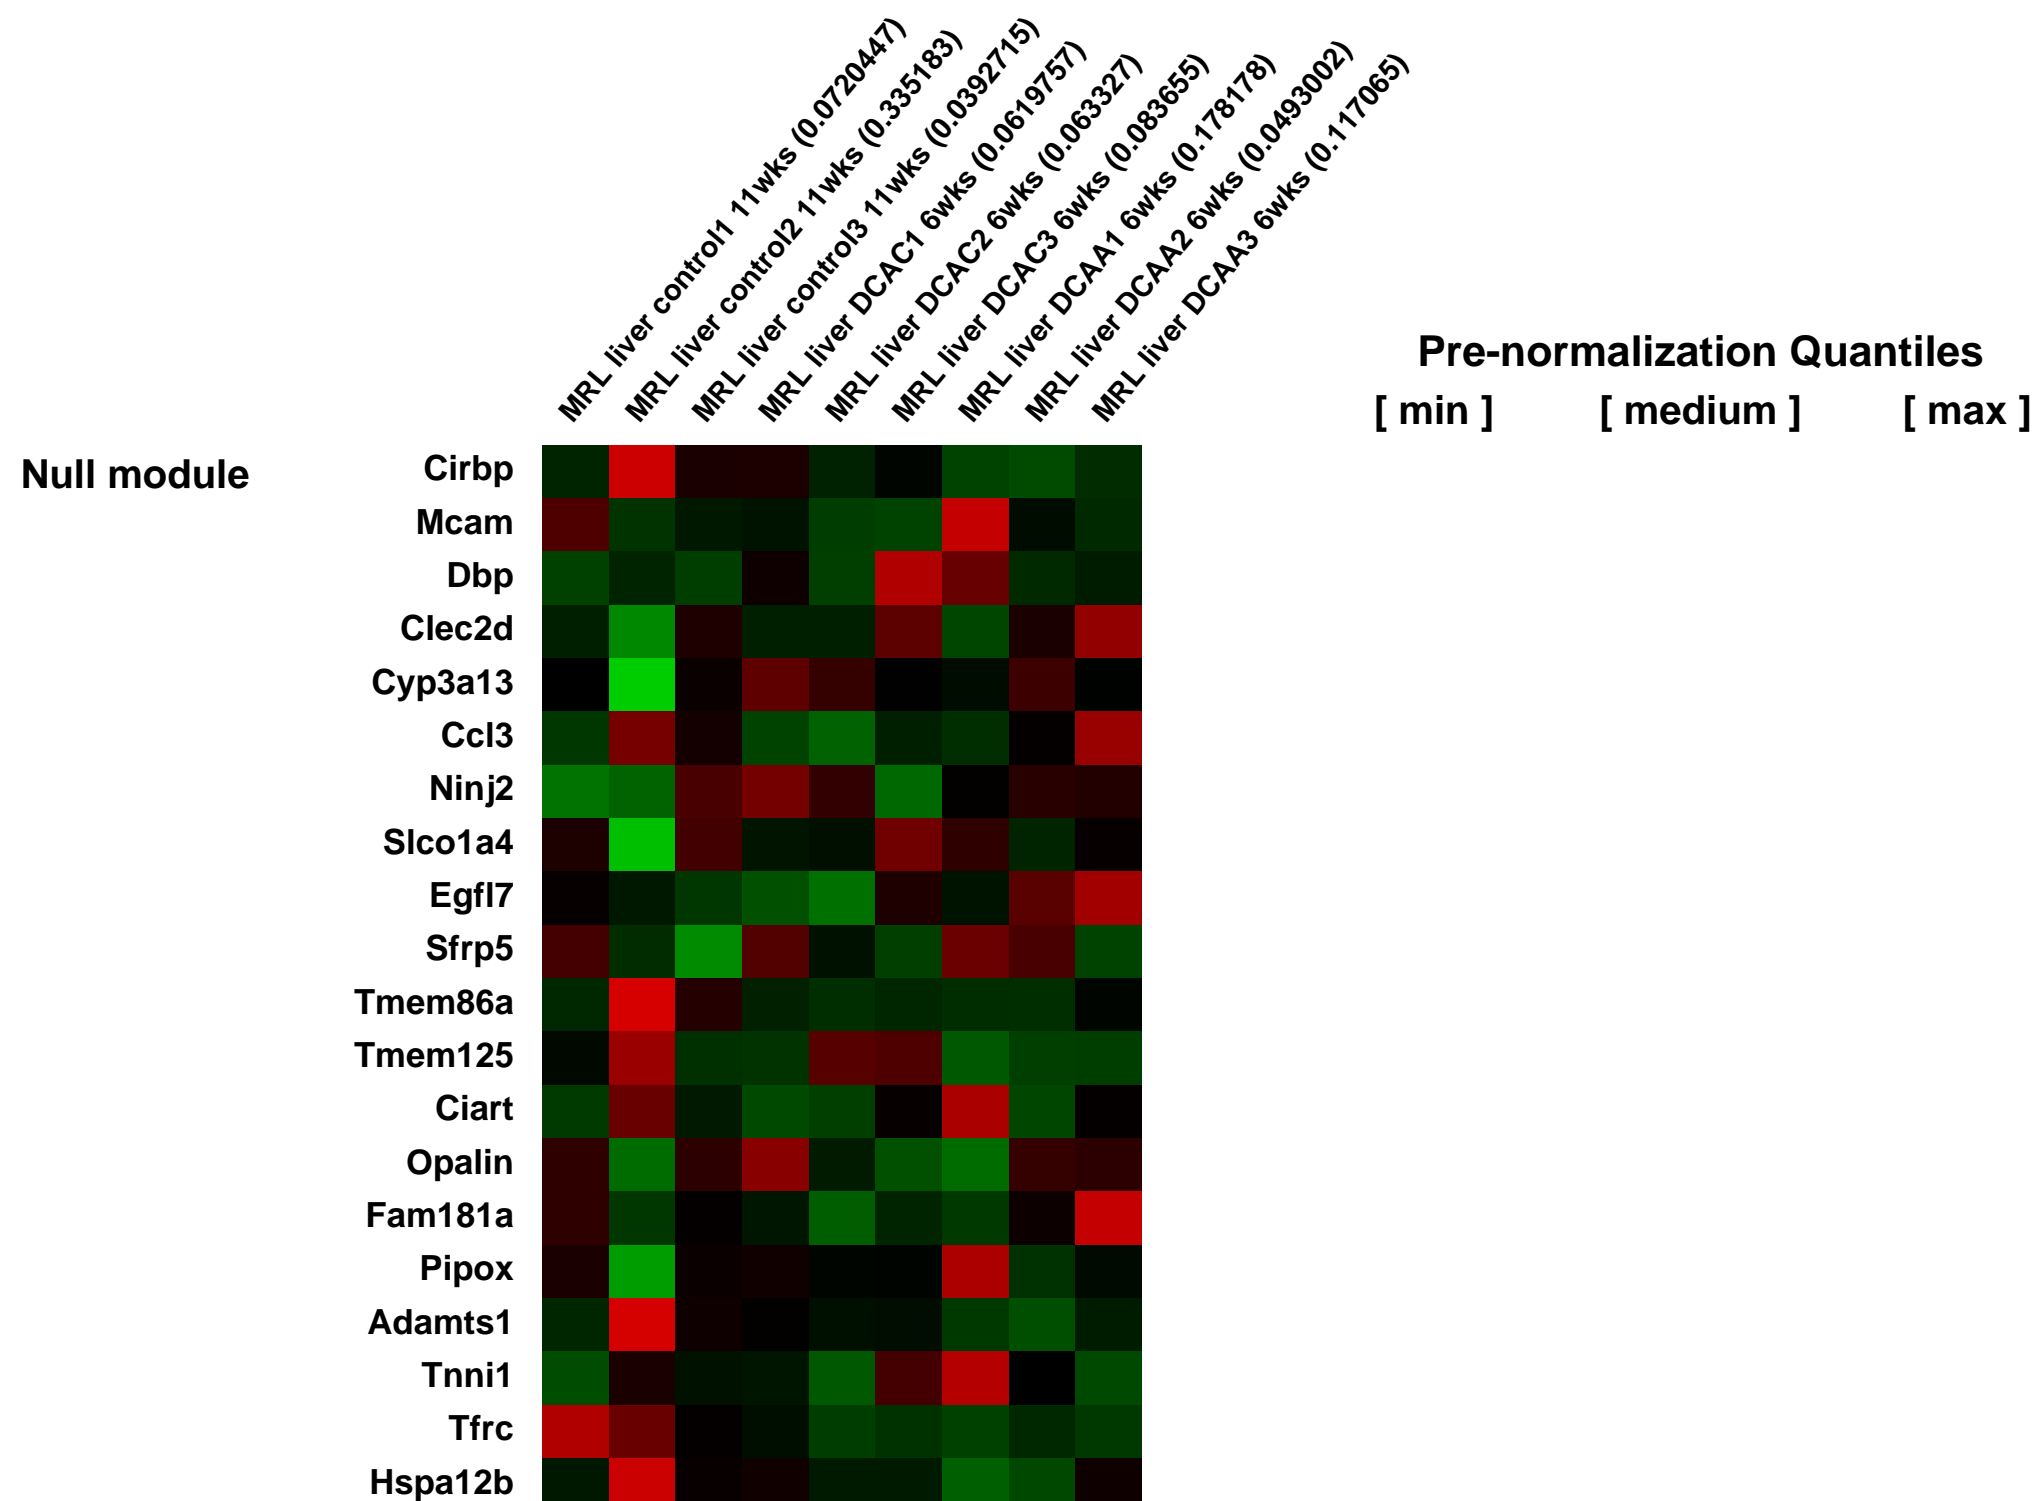 MRL liver control1 11wks (0.0720447)
MRL liver control2 11wks (0.335183)
MRL liver control3 11wks (0.0392715)
MRL liver DCAC1 6wks (0.0619757)
MRL liver DCAC2 6wks (0.063327)
MRL liver DCAC3 6wks (0.083655)
MRL liver DCAA1 6wks (0.178178)
MRL liver DCAA2 6wks (0.0493002)
MRL liver DCAA3 6wks (0.117065)
Pre-normalization Quantiles
[ min ] [ medium ] [ max ]
Null module
Cirbp
Mcam
Dbp
Clec2d
Cyp3a13
Ccl3
Ninj2
Slco1a4
Egfl7
Sfrp5
Tmem86a
Tmem125
Ciart
Opalin
Fam181a
Pipox
Adamts1
Tnni1
Tfrc
Hspa12b